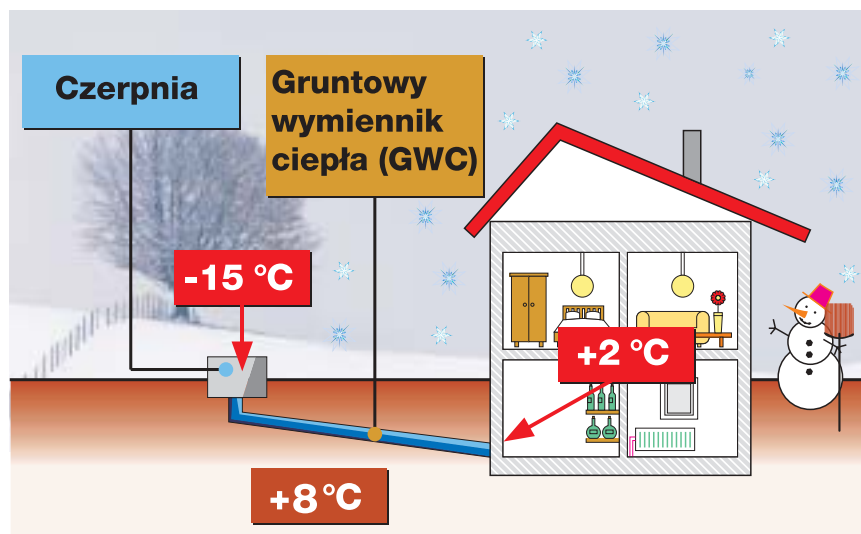 Czerpnia
Gruntowy
wymiennik
ciepła (GWC)
-15 °C
+2 °C
+8 °C